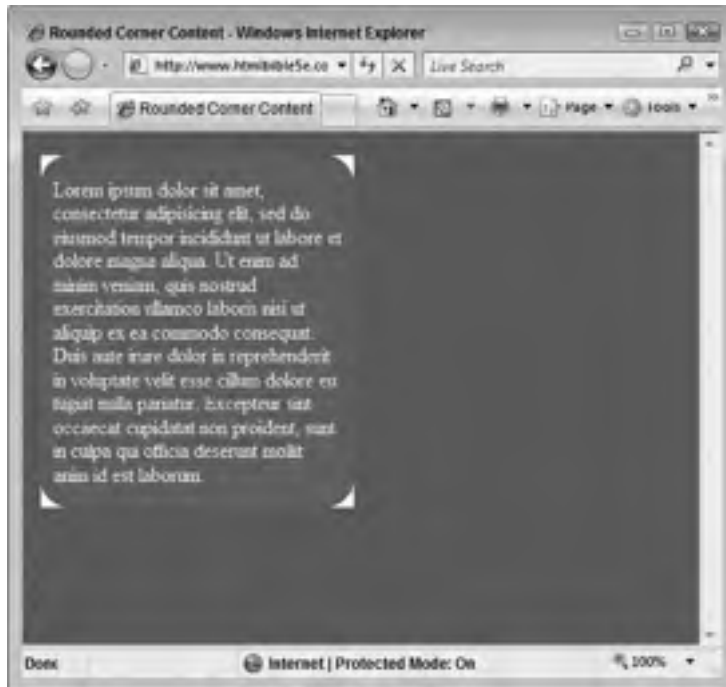 Rounded Corner Content - Windows Internet Explorer
http://www.htmlbible5e.co
Live Search
Rounded Corner Content
Page
Tools
Lorem ipsum dolor sit amet,
consectetur adipisicing elit, sed do
eiusmod tempor incididunt ut labore et
dolore magna aliqua. Ut enim ad
minim veniam, quis nostrud
exercitation ullamco laboris nisi ut
aliquip ex ea commodo consequat.
Duis aute irure dolor in reprehenderit
in voluptate velit esse cillum dolore eu
fugiat nulla pariatur. Excepteur sint
occaecat cupidatat non proident, sunt
in culpa qui officia deserunt mollit
anim id est laborum.
Done
Internet | Protected Mode: On
100%